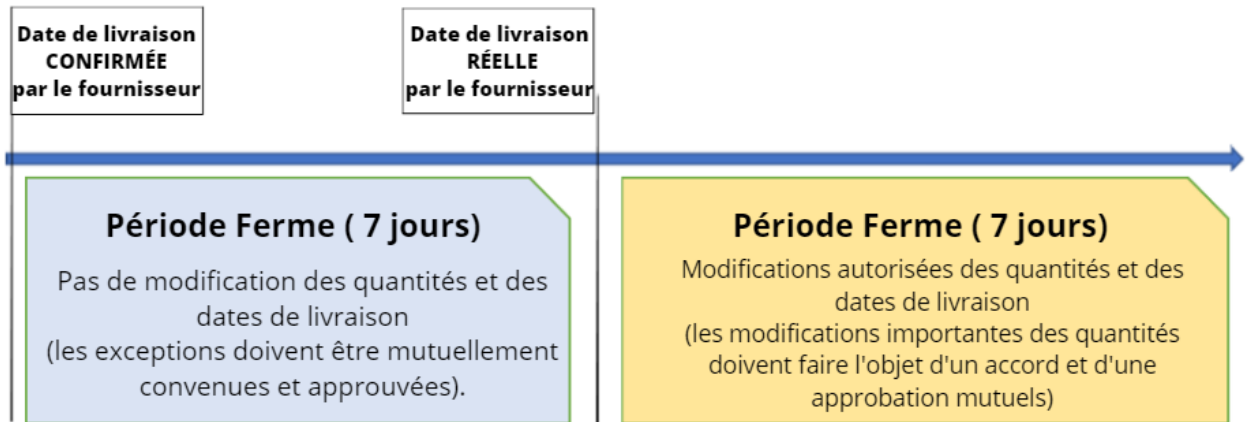 Date de livraison
CONFIRMÉE
par le fournisseur
Date de livraison
RÉELLE
par le fournisseur
Période Ferme ( 7 jours)
Pas de modification des quantités et des
dates de livraison
(les exceptions doivent être mutuellement
convenues et approuvées).
Période Ferme ( 7 jours)
Modifications autorisées des quantités et des
dates de livraison
(les modifications importantes des quantités
doivent faire l'objet d'un accord et d'une
approbation mutuels)